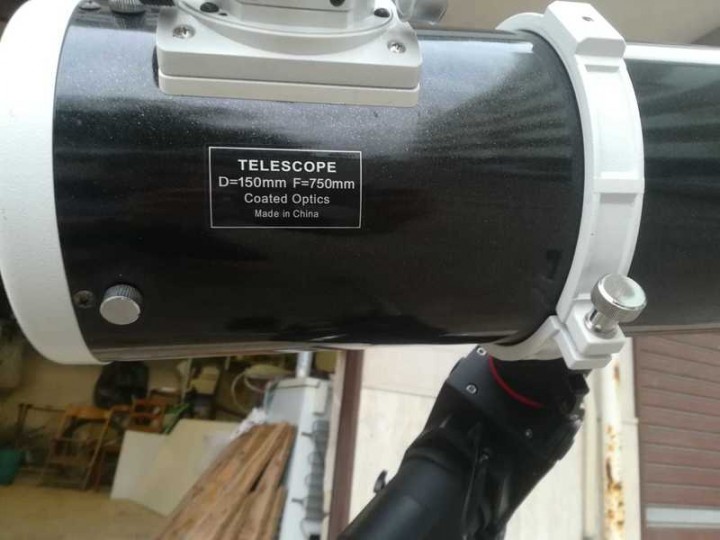 TELESCOPE
D=150mm F=750mm
Coated Optics
Made in China